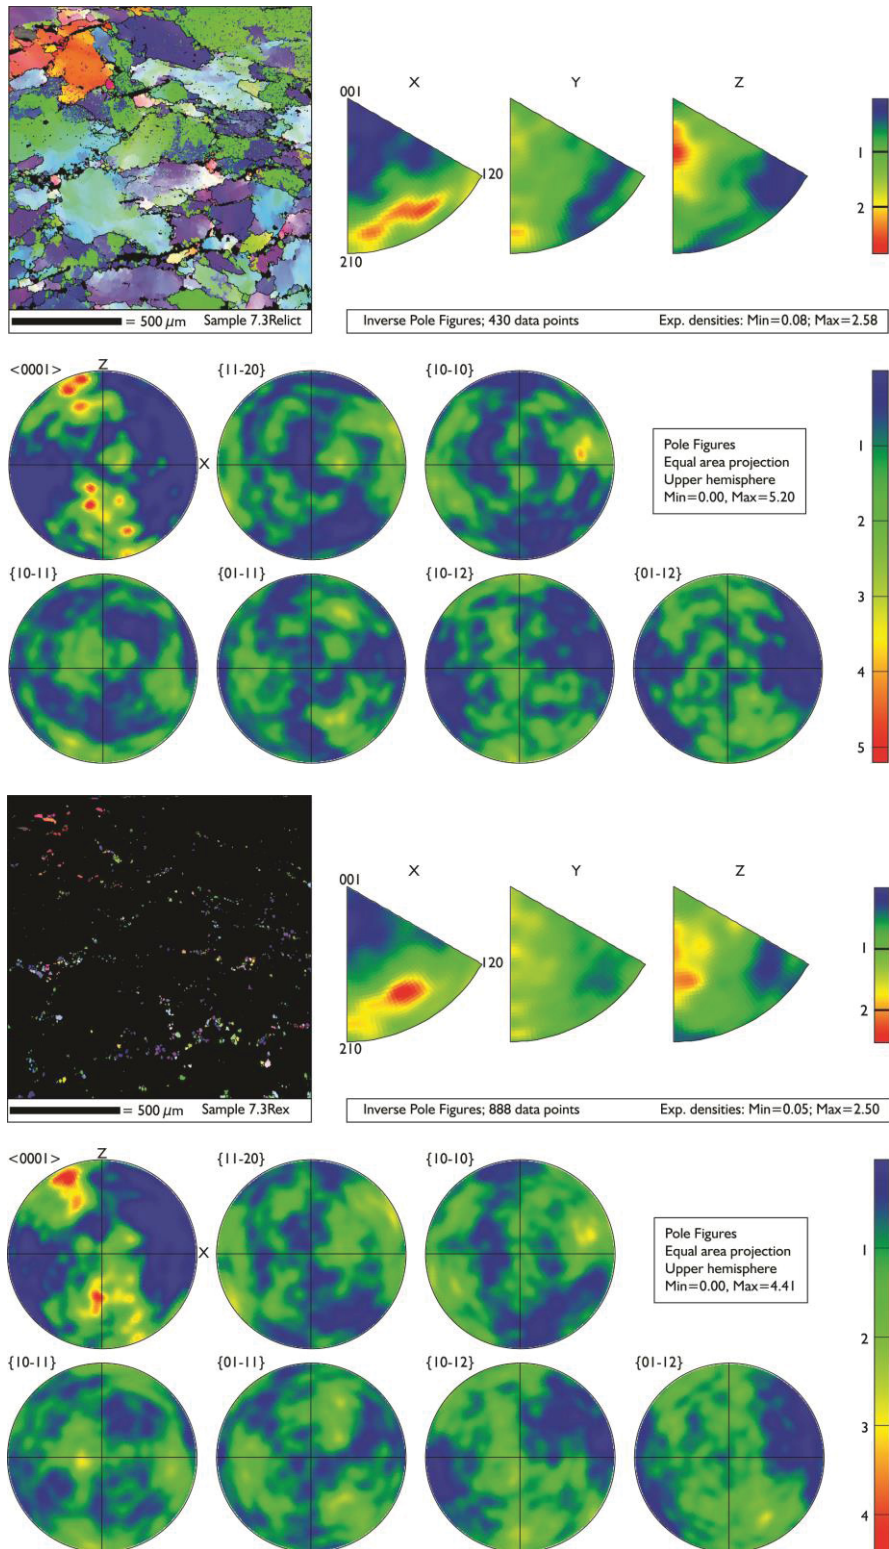 X Y Z
001
120
210
1
2
= 500 μm Sample 7.3Relict
Inverse Pole Figures; 430 data points Exp. densities: Min=0.08; Max=2.58
<0001> Z {11-20} {10-10}
X
Pole Figures
Equal area projection
Upper hemisphere
Min=0.00, Max=5.20
1
2
3
4
5
{10-11} {01-11} {10-12} {01-12}
X Y Z
001
120
210
1
2
= 500 μm Sample 7.3Rex
Inverse Pole Figures; 888 data points Exp. densities: Min=0.05; Max=2.50
<0001> Z {11-20} {10-10}
X
Pole Figures
Equal area projection
Upper hemisphere
Min=0.00, Max=4.41
1
2
3
4
{10-11} {01-11} {10-12} {01-12}